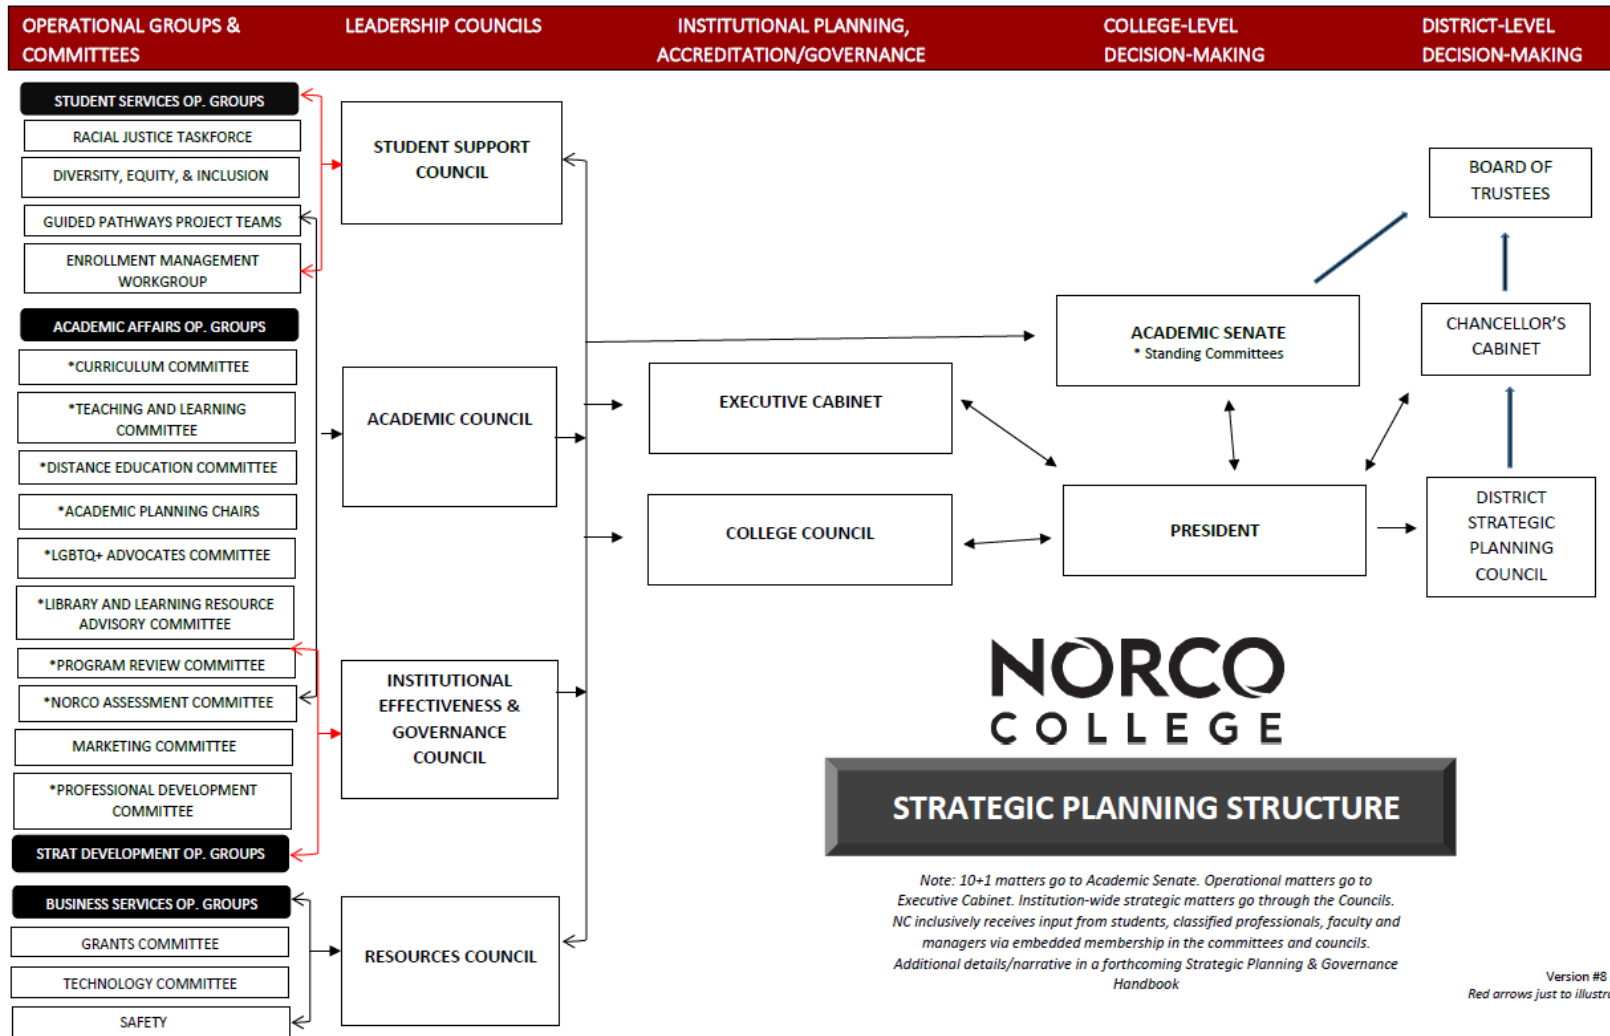 OPERATIONAL GROUPS &
COMMITTEES
LEADERSHIP COUNCILS
INSTITUTIONAL PLANNING,
ACCREDITATION/GOVERNANCE
COLLEGE-LEVEL
DECISION-MAKING
DISTRICT-LEVEL
DECISION-MAKING
STUDENT SERVICES OP. GROUPS
RACIAL JUSTICE TASKFORCE
DIVERSITY, EQUITY, & INCLUSION
GUIDED PATHWAYS PROJECT TEAMS
ENROLLMENT MANAGEMENT
WORKGROUP
ACADEMIC AFFAIRS OP. GROUPS
*CURRICULUM COMMITTEE
*TEACHING AND LEARNING
COMMITTEE
*DISTANCE EDUCATION COMMITTEE
*ACADEMIC PLANNING CHAIRS
*LGBTQ+ ADVOCATES COMMITTEE
*LIBRARY AND LEARNING RESOURCE
ADVISORY COMMITTEE
*PROGRAM REVIEW COMMITTEE
*NORCO ASSESSMENT COMMITTEE
MARKETING COMMITTEE
*PROFESSIONAL DEVELOPMENT
COMMITTEE
STRAT DEVELOPMENT OP. GROUPS
BUSINESS SERVICES OP. GROUPS
GRANTS COMMITTEE
TECHNOLOGY COMMITTEE
SAFETY
STUDENT SUPPORT
COUNCIL
ACADEMIC COUNCIL
INSTITUTIONAL
EFFECTIVENESS &
GOVERNANCE
COUNCIL
RESOURCES COUNCIL
EXECUTIVE CABINET
COLLEGE COUNCIL
ACADEMIC SENATE
* Standing Committees
PRESIDENT
BOARD OF
TRUSTEES
CHANCELLOR'S
CABINET
DISTRICT
STRATEGIC
PLANNING
COUNCIL
NORCO
COLLEGE
STRATEGIC PLANNING STRUCTURE
Note: 10+1 matters go to Academic Senate. Operational matters go to
Executive Cabinet. Institution-wide strategic matters go through the Councils.
NC inclusively receives input from students, classified professionals, faculty and
managers via embedded membership in the committees and councils.
Additional details/narrative in a forthcoming Strategic Planning & Governance
Handbook
Version #8
Red arrows just to